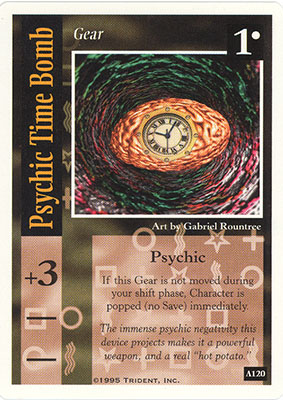 Psychic Time Bomb
Gear
1•
Art by Gabriel Rountree
+3
Psychic
If this Gear is not moved during
your shift phase, Character is
popped (no Save) immediately.
The immense psychic negativity this
device projects makes it a powerful
weapon, and a real "hot potato."
©1995 TRIDENT, INC.
A120